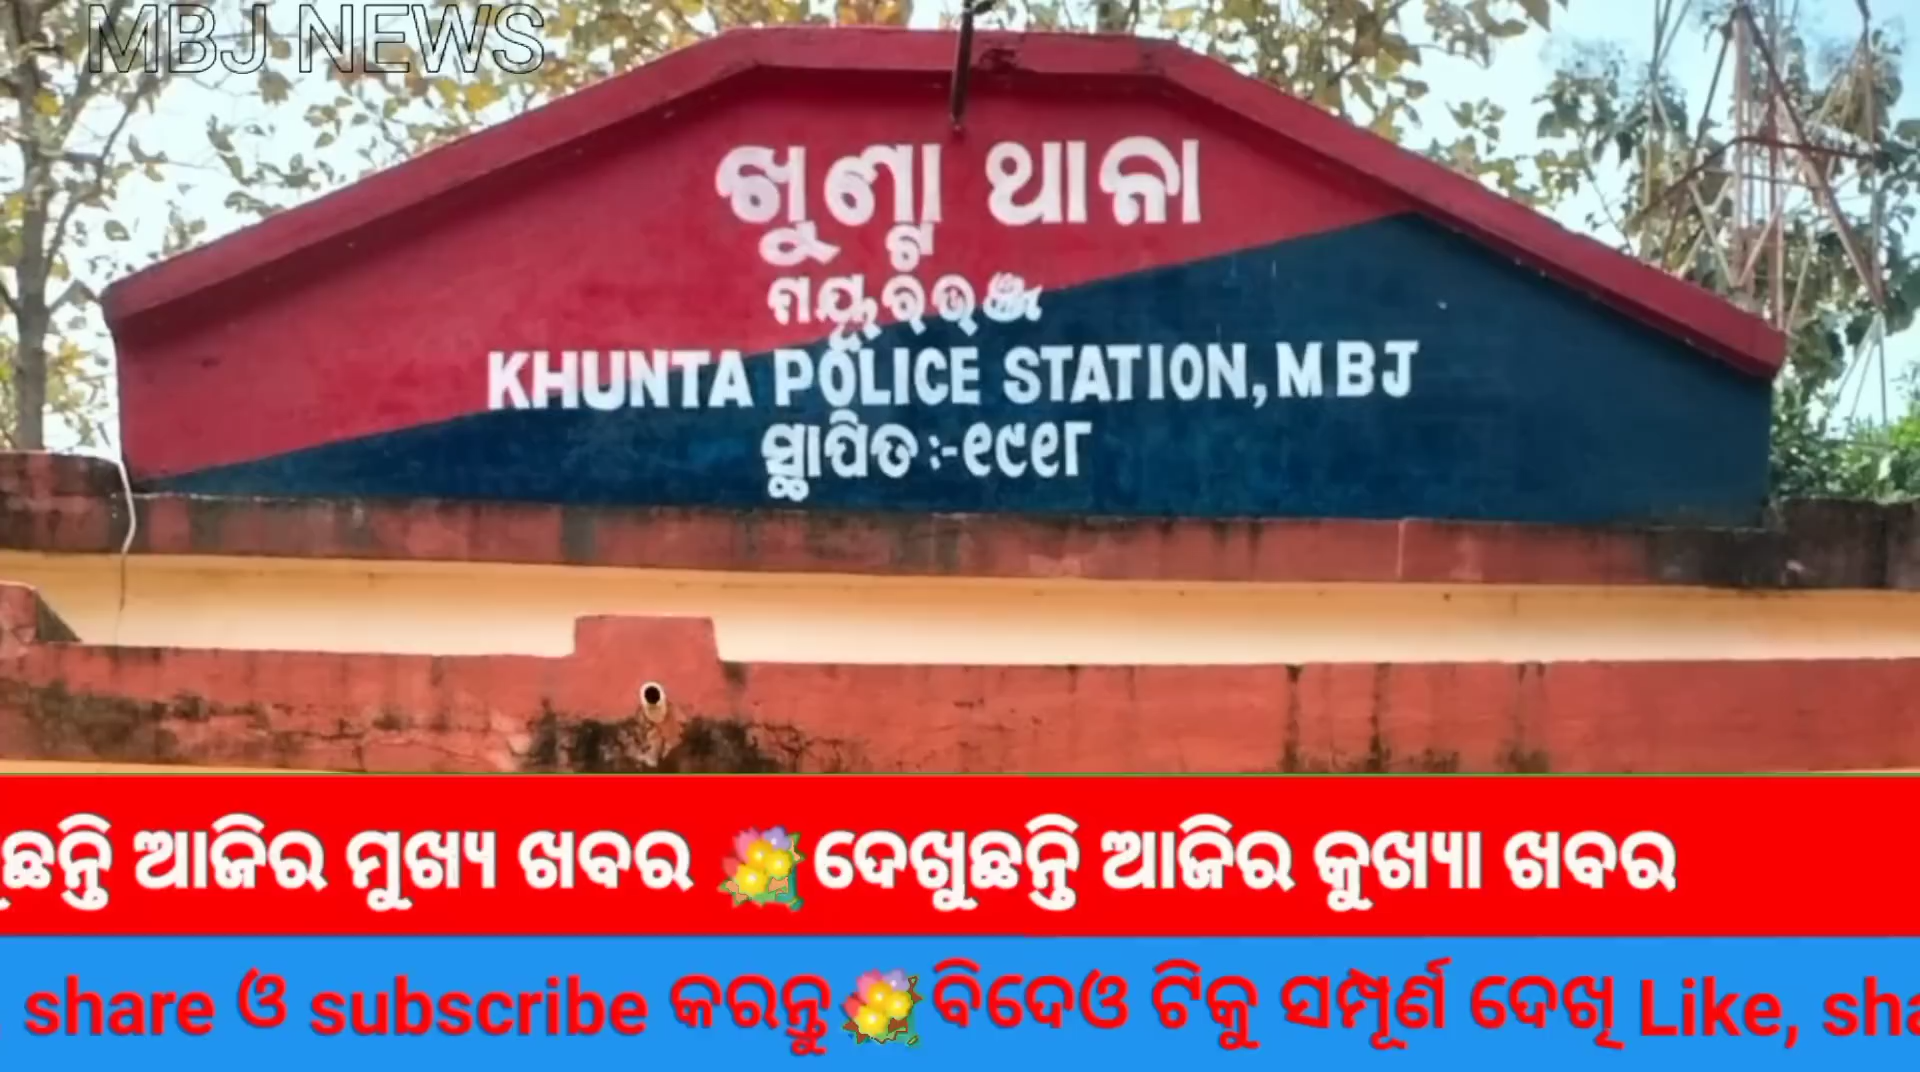 MBJ NEWS
ଖୁଣ୍ଟା ଥାନା
ମୟୂରଭଞ୍ଜ
KHUNTA POLICE STATION, MBJ
ସ୍ଥାପିତ :- ୧୯୧୮
ଛନ୍ତି ଆଜିର ମୁଖ୍ୟ ଖବର ଦେଖୁଛନ୍ତି ଆଜିର କୁଖ୍ୟା ଖବର
share ଓ subscribe କରନ୍ତୁ ବିଦେଓ ଟିକୁ ସମ୍ପୂର୍ଣ ଦେଖି Like,